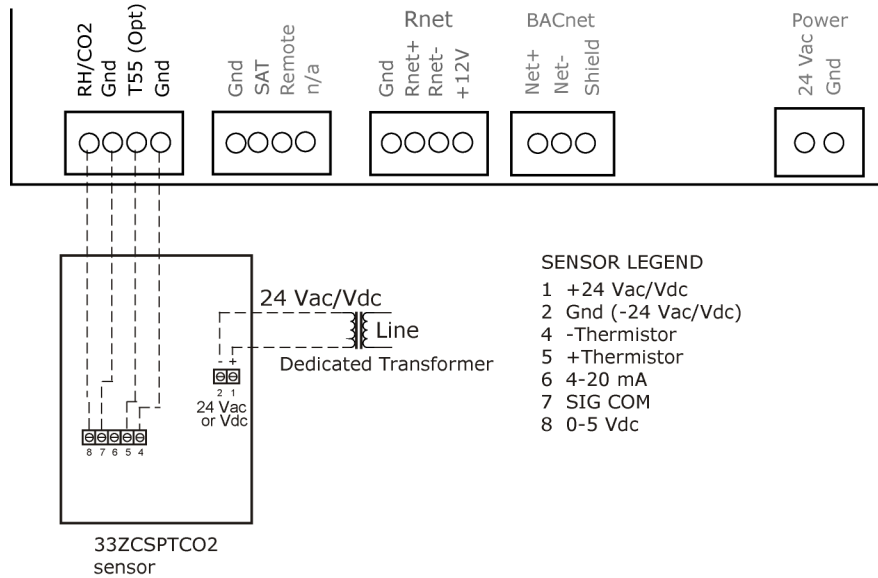 Rnet
BACnet
Power
RH/CO2
Gnd
T55 (Opt)
Gnd
Gnd
SAT
Remote
n/a
Gnd
Rnet+
Rnet-
+12V
Net+
Net-
Shield
24 Vac
Gnd
24 Vac/Vdc
Line
Dedicated Transformer
- +
2 1
24 Vac
or Vdc
8 7 6 5 4
33ZCSPTCO2
sensor
SENSOR LEGEND
1 +24 Vac/Vdc
2 Gnd (-24 Vac/Vdc)
4 -Thermistor
5 +Thermistor
6 4-20 mA
7 SIG COM
8 0-5 Vdc